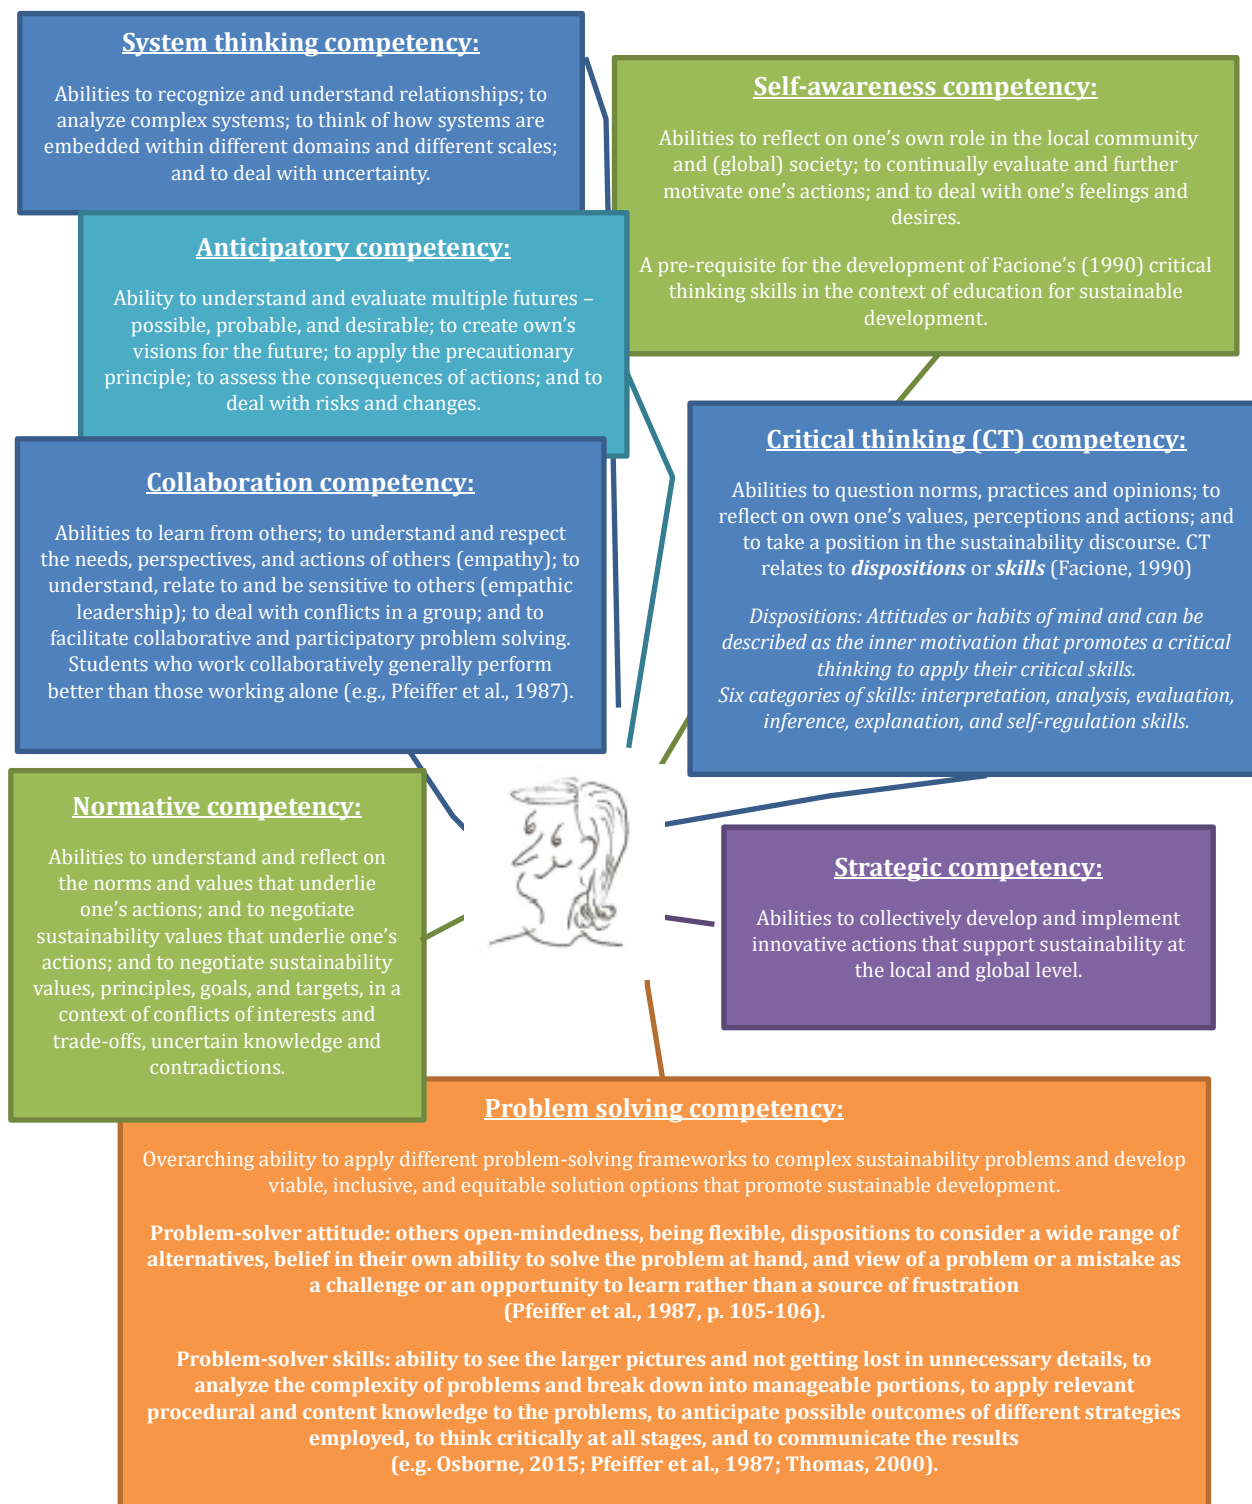 System thinking competency:
Abilities to recognize and understand relationships; to
analyze complex systems; to think of how systems are
embedded within different domains and different scales;
and to deal with uncertainty.
Self-awareness competency:
Abilities to reflect on one's own role in the local community
and (global) society; to continually evaluate and further
motivate one's actions; and to deal with one's feelings and
desires.
A pre-requisite for the development of Facione's (1990) critical
thinking skills in the context of education for sustainable
development.
Anticipatory competency:
Ability to understand and evaluate multiple futures –
possible, probable, and desirable; to create own's
visions for the future; to apply the precautionary
principle; to assess the consequences of actions; and to
deal with risks and changes.
Critical thinking (CT) competency:
Abilities to question norms, practices and opinions; to
reflect on own one's values, perceptions and actions; and
to take a position in the sustainability discourse. CT
relates to dispositions or skills (Facione, 1990)
Dispositions: Attitudes or habits of mind and can be
described as the inner motivation that promotes a critical
thinking to apply their critical skills.
Six categories of skills: interpretation, analysis, evaluation,
inference, explanation, and self-regulation skills.
Collaboration competency:
Abilities to learn from others; to understand and respect
the needs, perspectives, and actions of others (empathy); to
understand, relate to and be sensitive to others (empathic
leadership); to deal with conflicts in a group; and to
facilitate collaborative and participatory problem solving.
Students who work collaboratively generally perform
better than those working alone (e.g., Pfeiffer et al., 1987).
Normative competency:
Abilities to understand and reflect on
the norms and values that underlie
one's actions; and to negotiate
sustainability values that underlie one's
actions; and to negotiate sustainability
values, principles, goals, and targets, in a
context of conflicts of interests and
trade-offs, uncertain knowledge and
contradictions.
Strategic competency:
Abilities to collectively develop and implement
innovative actions that support sustainability at
the local and global level.
Problem solving competency:
Overarching ability to apply different problem-solving frameworks to complex sustainability problems and develop
viable, inclusive, and equitable solution options that promote sustainable development.
Problem-solver attitude: others open-mindedness, being flexible, dispositions to consider a wide range of
alternatives, belief in their own ability to solve the problem at hand, and view of a problem or a mistake as
a challenge or an opportunity to learn rather than a source of frustration
(Pfeiffer et al., 1987, p. 105-106).
Problem-solver skills: ability to see the larger pictures and not getting lost in unnecessary details, to
analyze the complexity of problems and break down into manageable portions, to apply relevant
procedural and content knowledge to the problems, to anticipate possible outcomes of different strategies
employed, to think critically at all stages, and to communicate the results
(e.g. Osborne, 2015; Pfeiffer et al., 1987; Thomas, 2000).